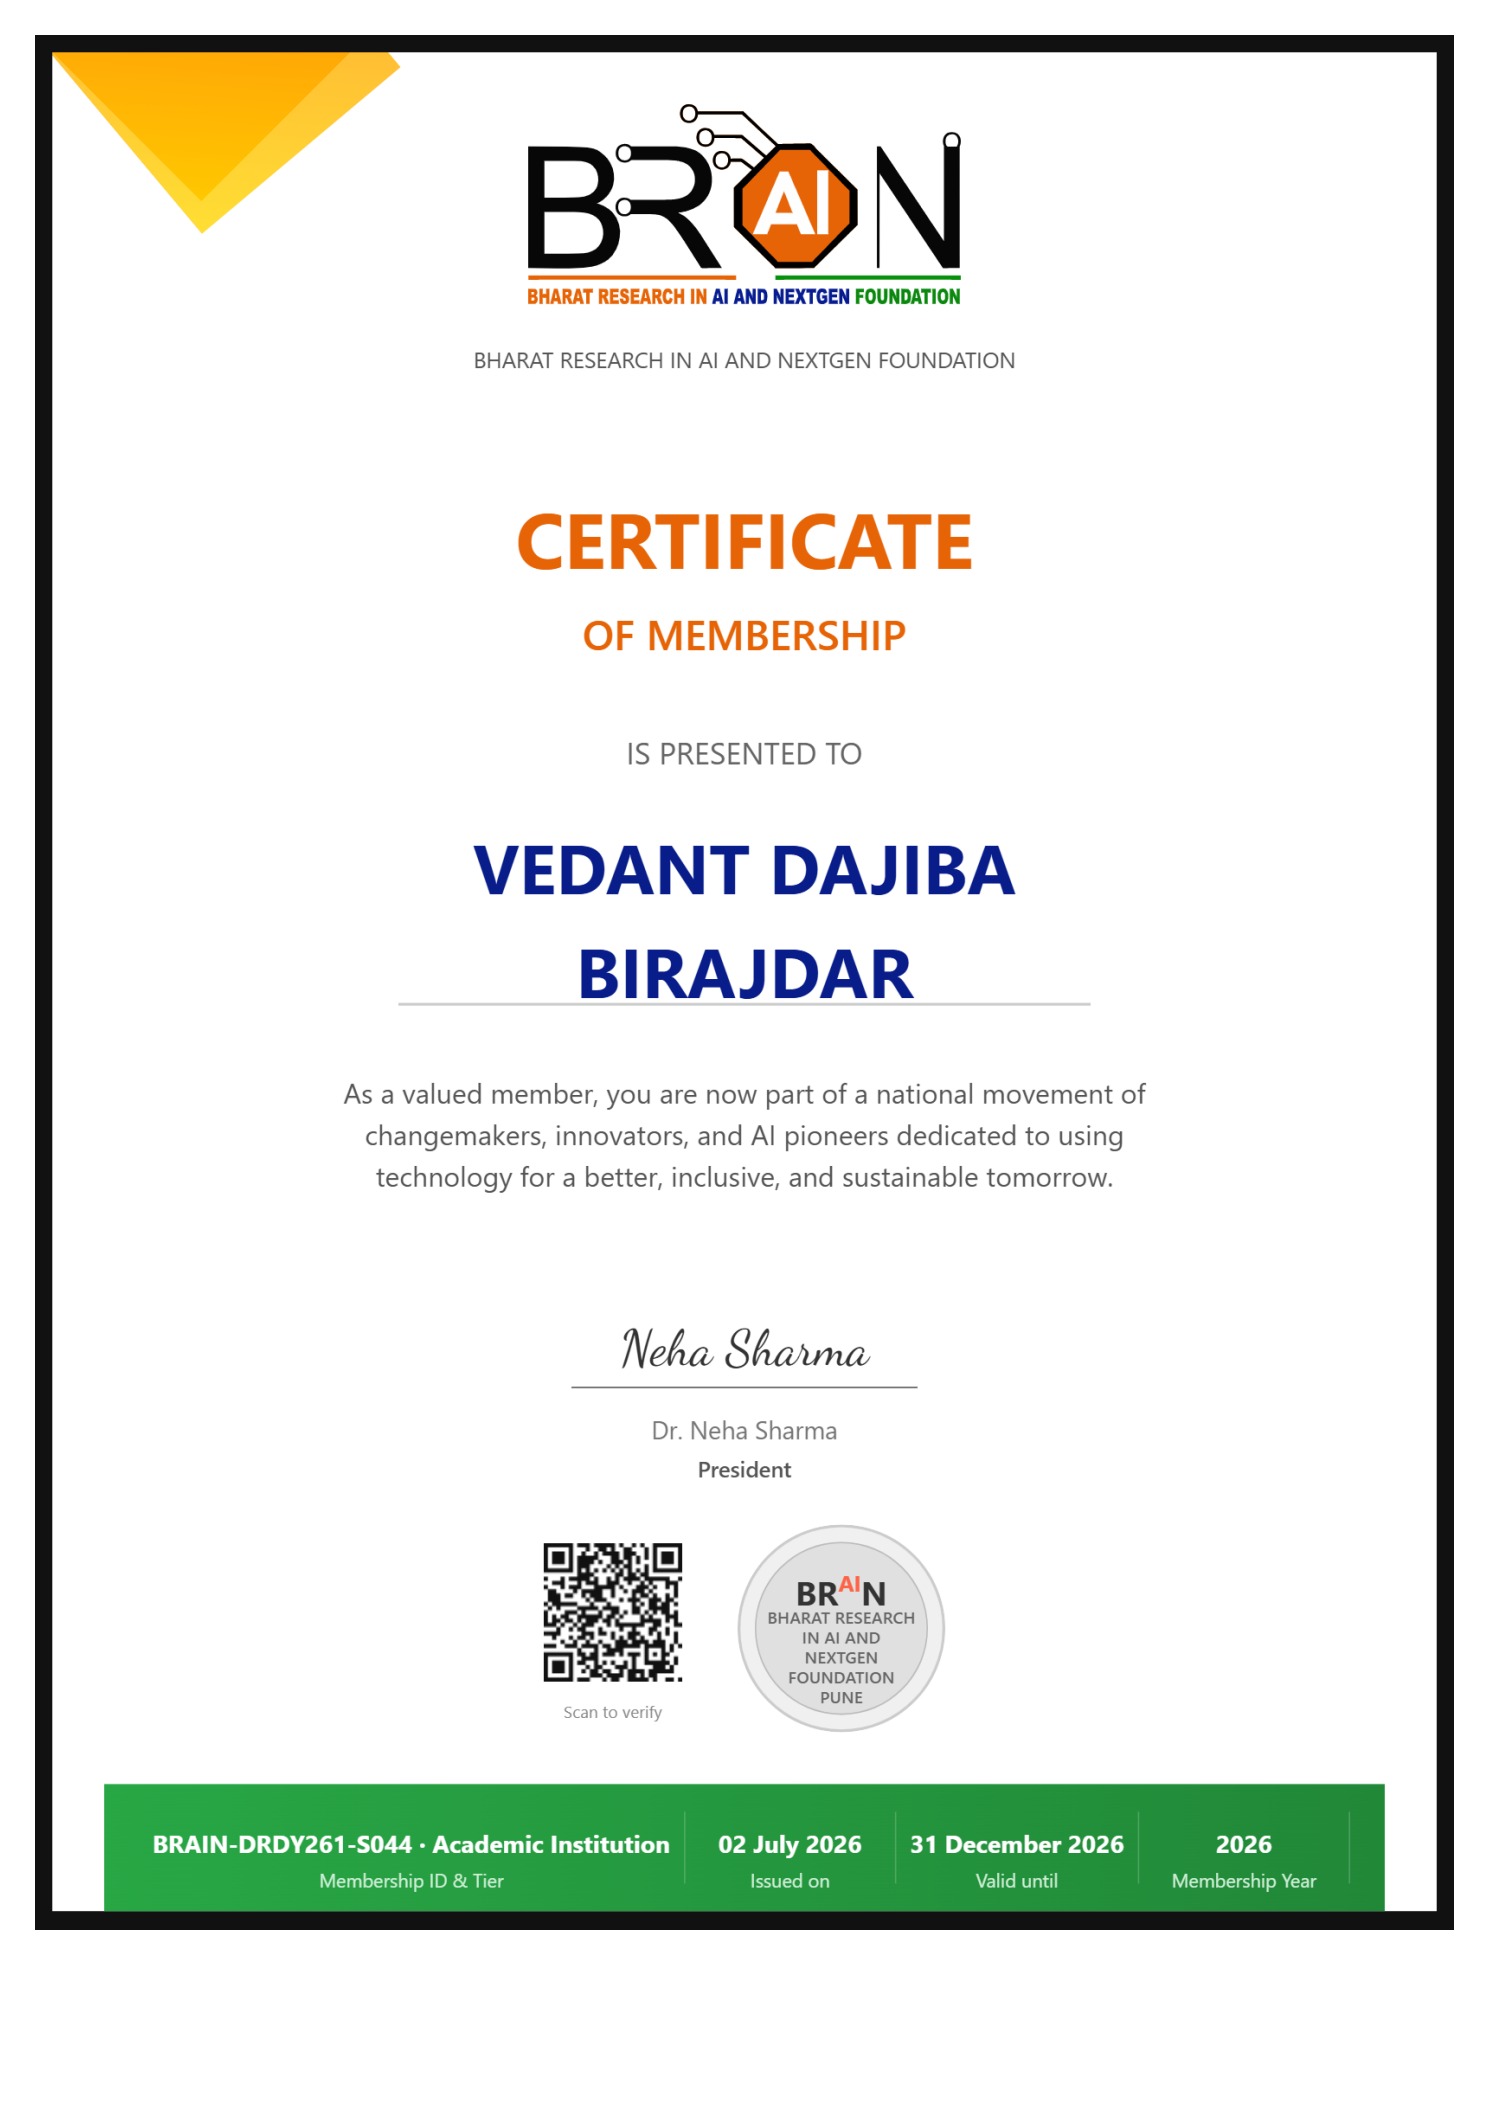 BRAIN
BHARAT RESEARCH IN AI AND NEXTGEN FOUNDATION
BHARAT RESEARCH IN AI AND NEXTGEN FOUNDATION
CERTIFICATE
OF MEMBERSHIP
IS PRESENTED TO
VEDANT DAJIBA
BIRAJDAR
As a valued member, you are now part of a national movement of
changemakers, innovators, and AI pioneers dedicated to using
technology for a better, inclusive, and sustainable tomorrow.
Neha Sharma
Dr. Neha Sharma
President
Scan to verify
BRAIN
BHARAT RESEARCH
IN AI AND
NEXTGEN
FOUNDATION
PUNE
BRAIN-DRDY261-S044 · Academic Institution
Membership ID & Tier
02 July 2026
Issued on
31 December 2026
Valid until
2026
Membership Year